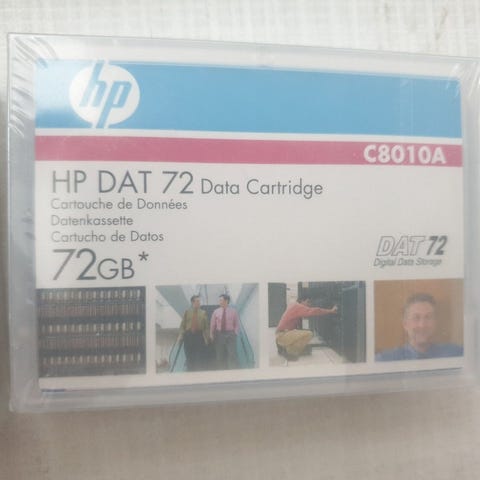 hp
C8010A
HP DAT 72 Data Cartridge
Cartouche de Données
Datenkassette
Cartucho de Datos
72GB*
DAT 72
Digital Data Storage